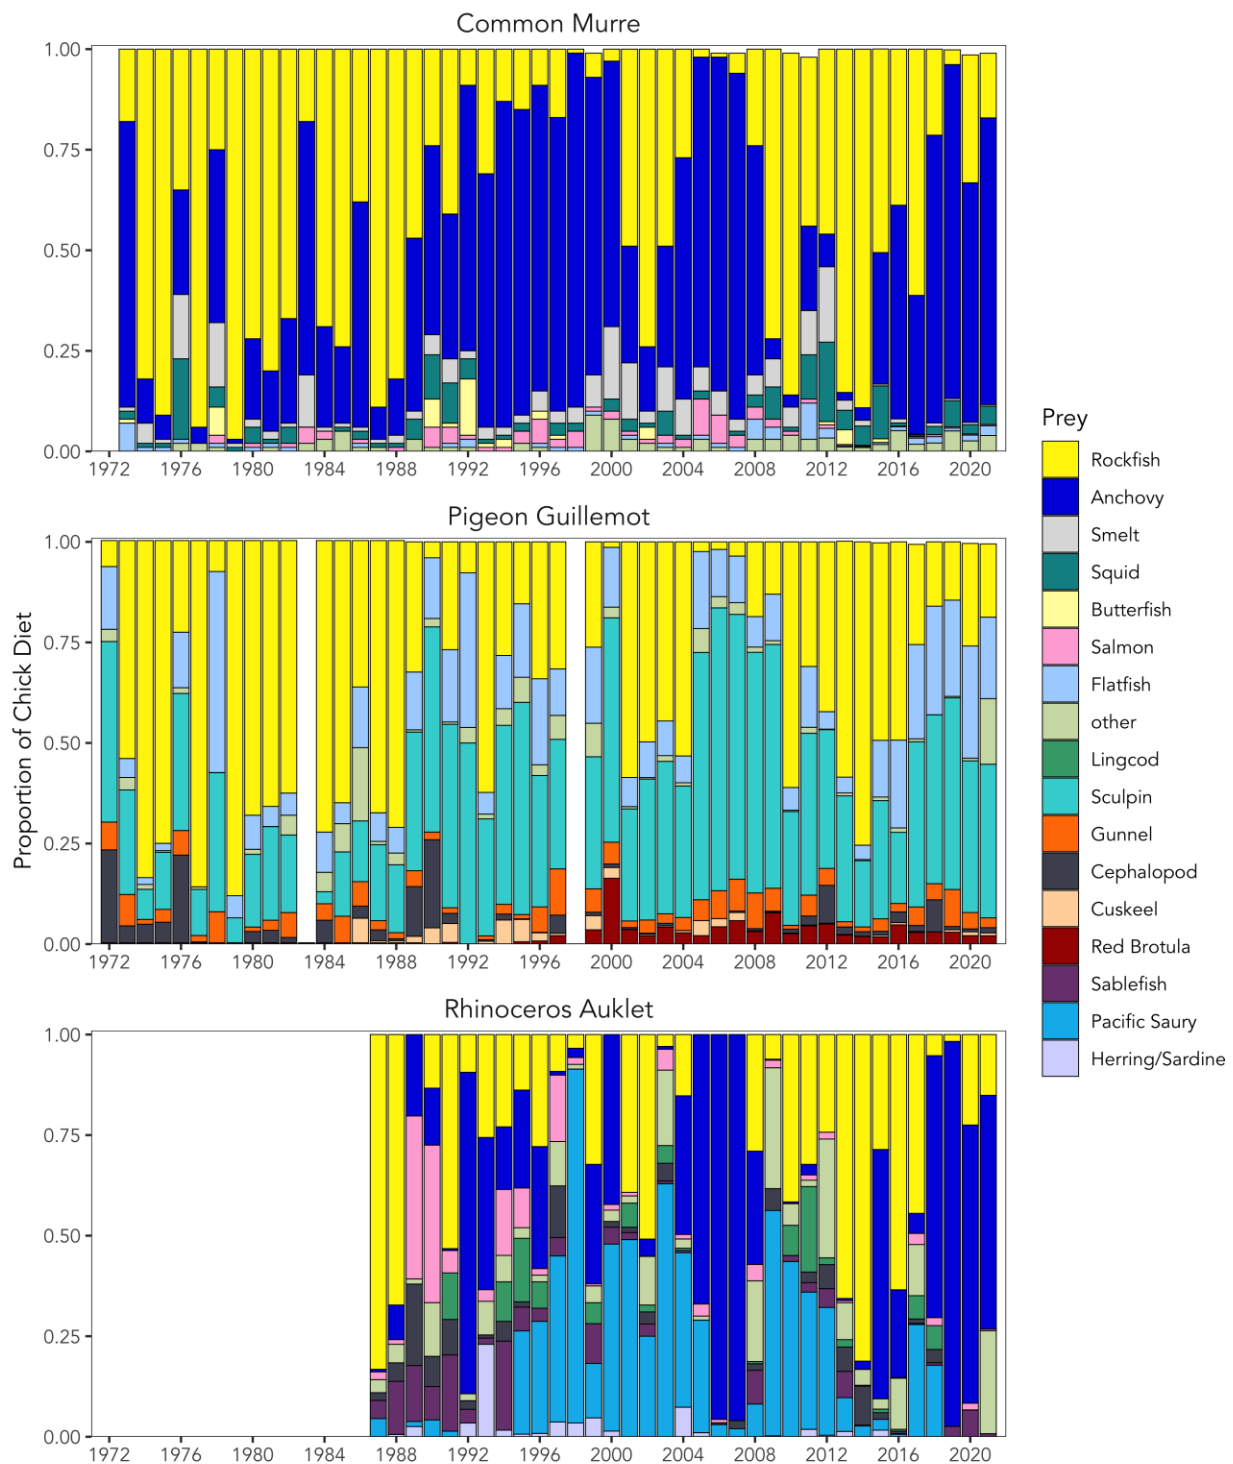 Common Murre
1.00
0.75
0.50
0.25
0.00
1972 1976 1980 1984 1988 1992 1996 2000 2004 2008 2012 2016 2020
Pigeon Guillemot
1.00
0.75
0.50
0.25
0.00
1972 1976 1980 1984 1988 1992 1996 2000 2004 2008 2012 2016 2020
Rhinoceros Auklet
1.00
0.75
0.50
0.25
0.00
1972 1976 1980 1984 1988 1992 1996 2000 2004 2008 2012 2016 2020
Proportion of Chick Diet
Prey
Rockfish
Anchovy
Smelt
Squid
Butterfish
Salmon
Flatfish
other
Lingcod
Sculpin
Gunnel
Cephalopod
Cuskeel
Red Brotula
Sablefish
Pacific Saury
Herring/Sardine